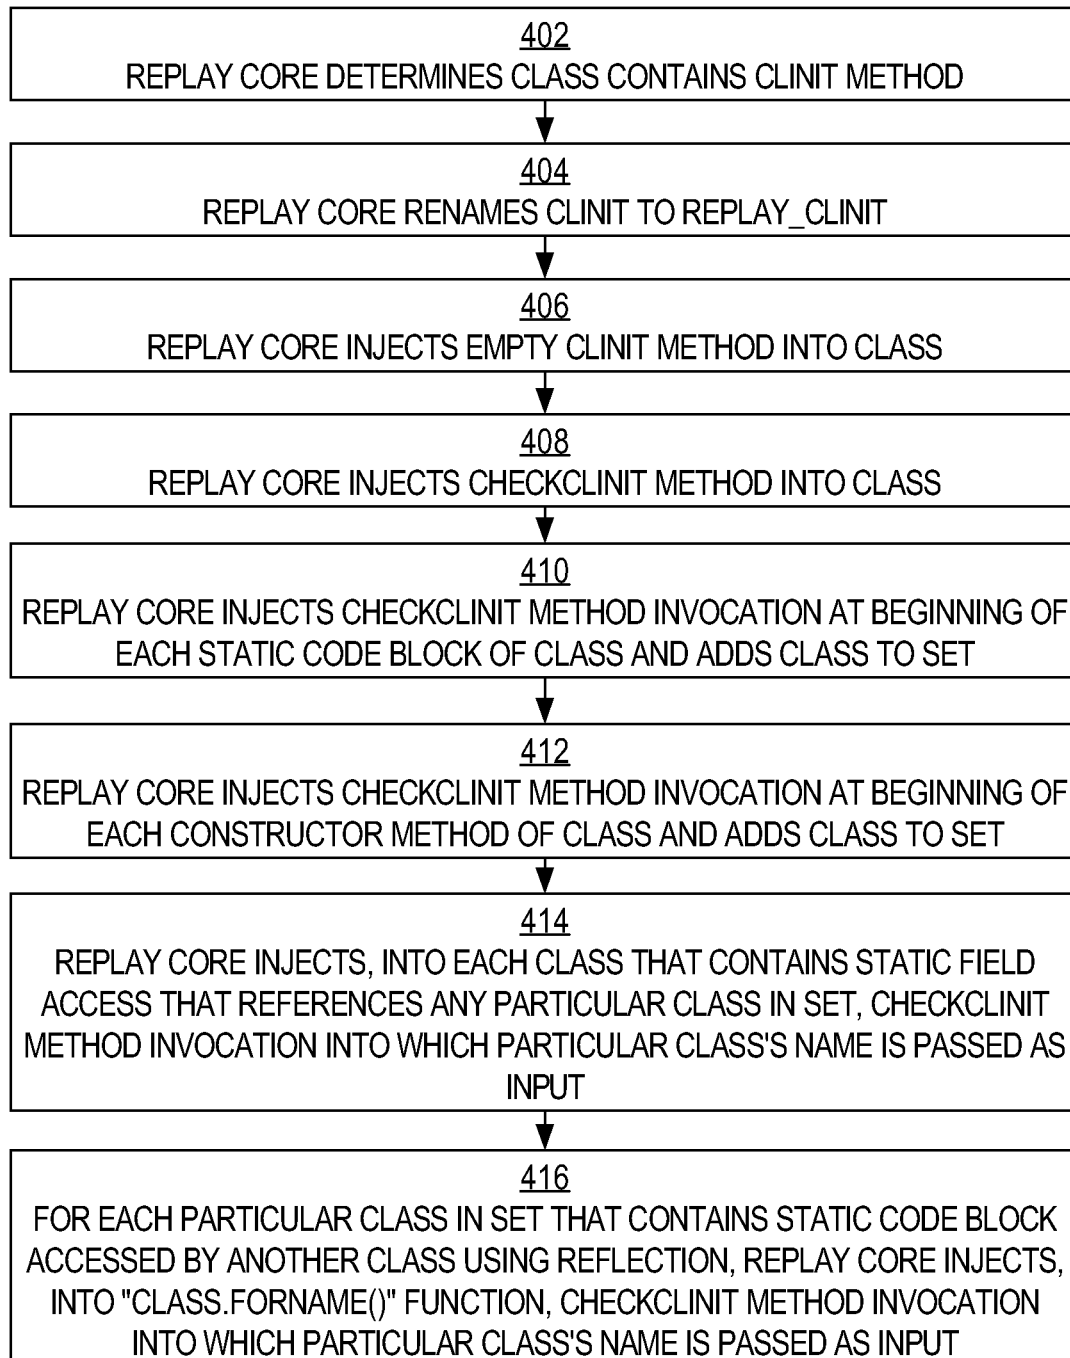 402
REPLAY CORE DETERMINES CLASS CONTAINS CLINIT METHOD
404
REPLAY CORE RENAMES CLINIT TO REPLAY_CLINIT
406
REPLAY CORE INJECTS EMPTY CLINIT METHOD INTO CLASS
408
REPLAY CORE INJECTS CHECKCLINIT METHOD INTO CLASS
410
REPLAY CORE INJECTS CHECKCLINIT METHOD INVOCATION AT BEGINNING OF
EACH STATIC CODE BLOCK OF CLASS AND ADDS CLASS TO SET
412
REPLAY CORE INJECTS CHECKCLINIT METHOD INVOCATION AT BEGINNING OF
EACH CONSTRUCTOR METHOD OF CLASS AND ADDS CLASS TO SET
414
REPLAY CORE INJECTS, INTO EACH CLASS THAT CONTAINS STATIC FIELD
ACCESS THAT REFERENCES ANY PARTICULAR CLASS IN SET, CHECKCLINIT
METHOD INVOCATION INTO WHICH PARTICULAR CLASS'S NAME IS PASSED AS
INPUT
416
FOR EACH PARTICULAR CLASS IN SET THAT CONTAINS STATIC CODE BLOCK
ACCESSED BY ANOTHER CLASS USING REFLECTION, REPLAY CORE INJECTS,
INTO "CLASS.FORNAME()" FUNCTION, CHECKCLINIT METHOD INVOCATION
INTO WHICH PARTICULAR CLASS'S NAME IS PASSED AS INPUT